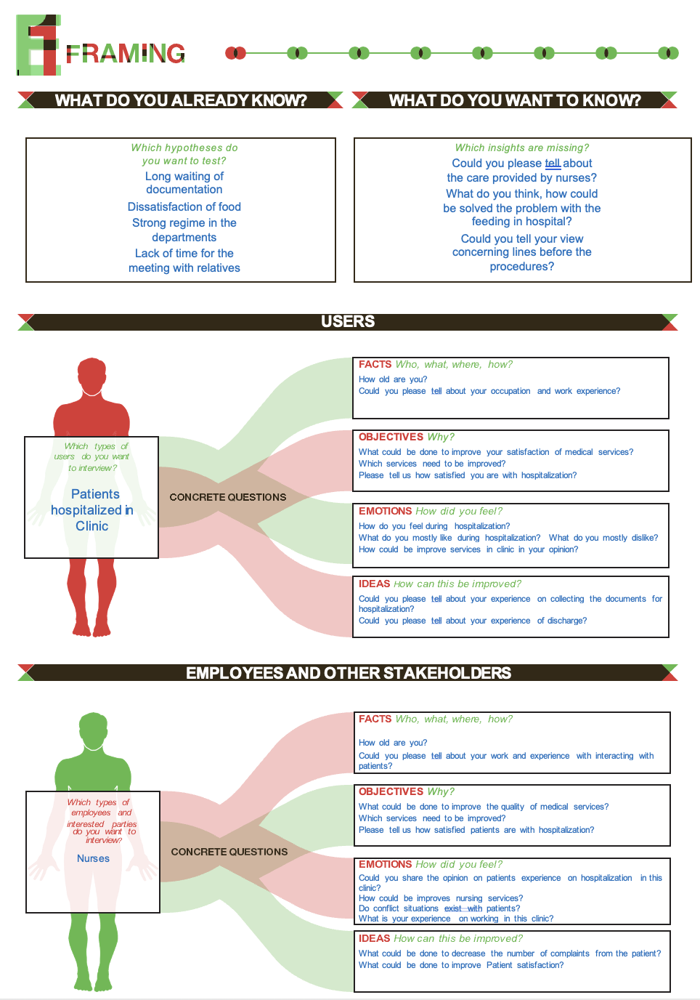 E1 FRAMING
WHAT DO YOU ALREADY KNOW?
Which hypotheses do
you want to test?
Long waiting of
documentation
Dissatisfaction of food
Strong regime in the
departments
Lack of time for the
meeting with relatives
WHAT DO YOU WANT TO KNOW?
Which insights are missing?
Could you please tell about
the care provided by nurses?
What do you think, how could
be solved the problem with the
feeding in hospital?
Could you tell your view
concerning lines before the
procedures?
USERS
Which types of
users do you want
to interview?
Patients
hospitalized in
Clinic
CONCRETE QUESTIONS
FACTS Who, what, where, how?
How old are you?
Could you please tell about your occupation and work experience?
OBJECTIVES Why?
What could be done to improve your satisfaction of medical services?
Which services need to be improved?
Please tell us how satisfied you are with hospitalization?
EMOTIONS How did you feel?
How do you feel during hospitalization?
What do you mostly like during hospitalization? What do you mostly dislike?
How could be improve services in clinic in your opinion?
IDEAS How can this be improved?
Could you please tell about your experience on collecting the documents for
hospitalization?
Could you please tell about your experience of discharge?
EMPLOYEES AND OTHER STAKEHOLDERS
Which types of
employees and
interested parties
do you want to
interview?
Nurses
CONCRETE QUESTIONS
FACTS Who, what, where, how?
How old are you?
Could you please tell about your work and experience with interacting with
patients?
OBJECTIVES Why?
What could be done to improve the quality of medical services?
Which services need to be improved?
Please tell us how satisfied patients are with hospitalization?
EMOTIONS How did you feel?
Could you share the opinion on patients experience on hospitalization in this
clinic?
How could be improves nursing services?
Do conflict situations exist with patients?
What is your experience on working in this clinic?
IDEAS How can this be improved?
What could be done to decrease the number of complaints from the patient?
What could be done to improve Patient satisfaction?